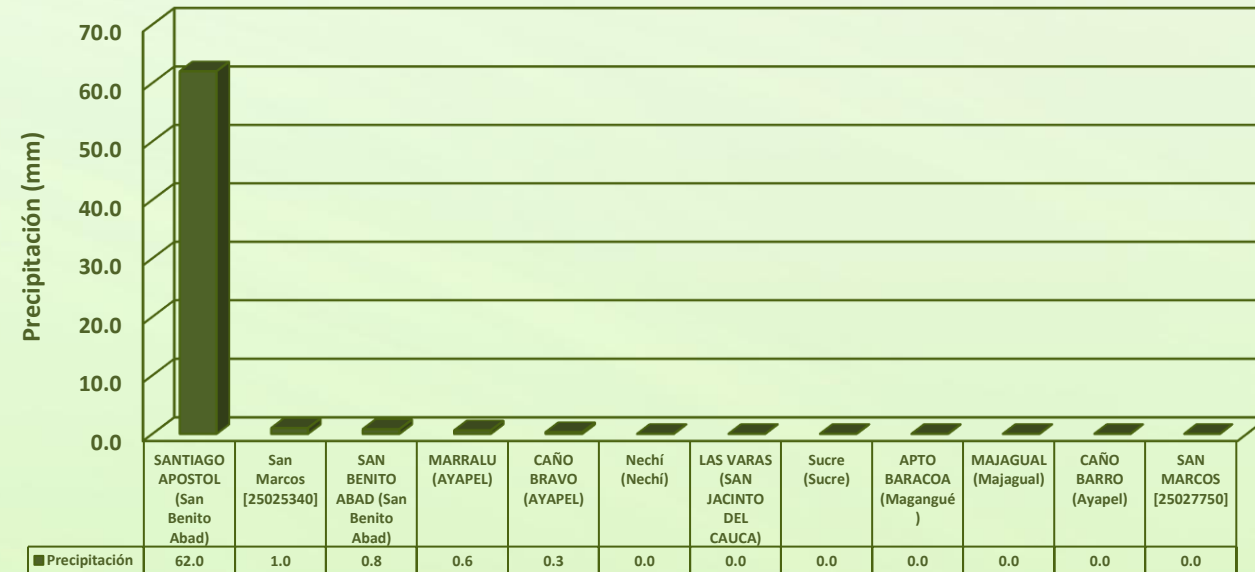 Precipitación (mm)
70.0
60.0
50.0
40.0
30.0
20.0
10.0
0.0
SANTIAGO
APOSTOL
(San
Benito
Abad)
San
Marcos
[25025340]
SAN
BENITO
ABAD (San
Benito
Abad)
MARRALU
(AYAPEL)
CAÑO
BRAVO
(AYAPEL)
Nechí
(Nechí)
LAS VARAS
(SAN
JACINTO
DEL
CAUCA)
Sucre
(Sucre)
APTO
BARACOA
(Magangué
)
MAJAGUAL
(Majagual)
CAÑO
BARRO
(Ayapel)
SAN
MARCOS
[25027750]
Precipitación 62.0 1.0 0.8 0.6 0.3 0.0 0.0 0.0 0.0 0.0 0.0 0.0